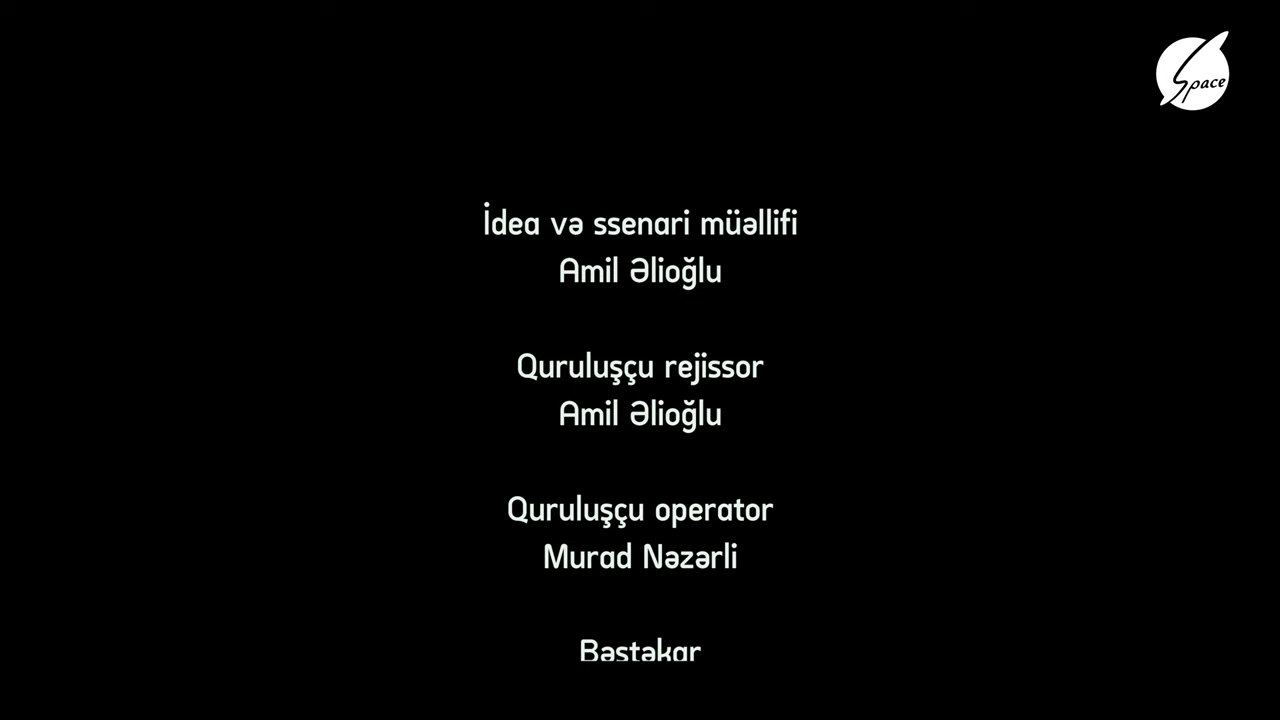 Space
İdea və ssenari müəllifi
Amil Əlioğlu
Quruluşçu rejissor
Amil Əlioğlu
Quruluşçu operator
Murad Nəzərli
Bəstəkar